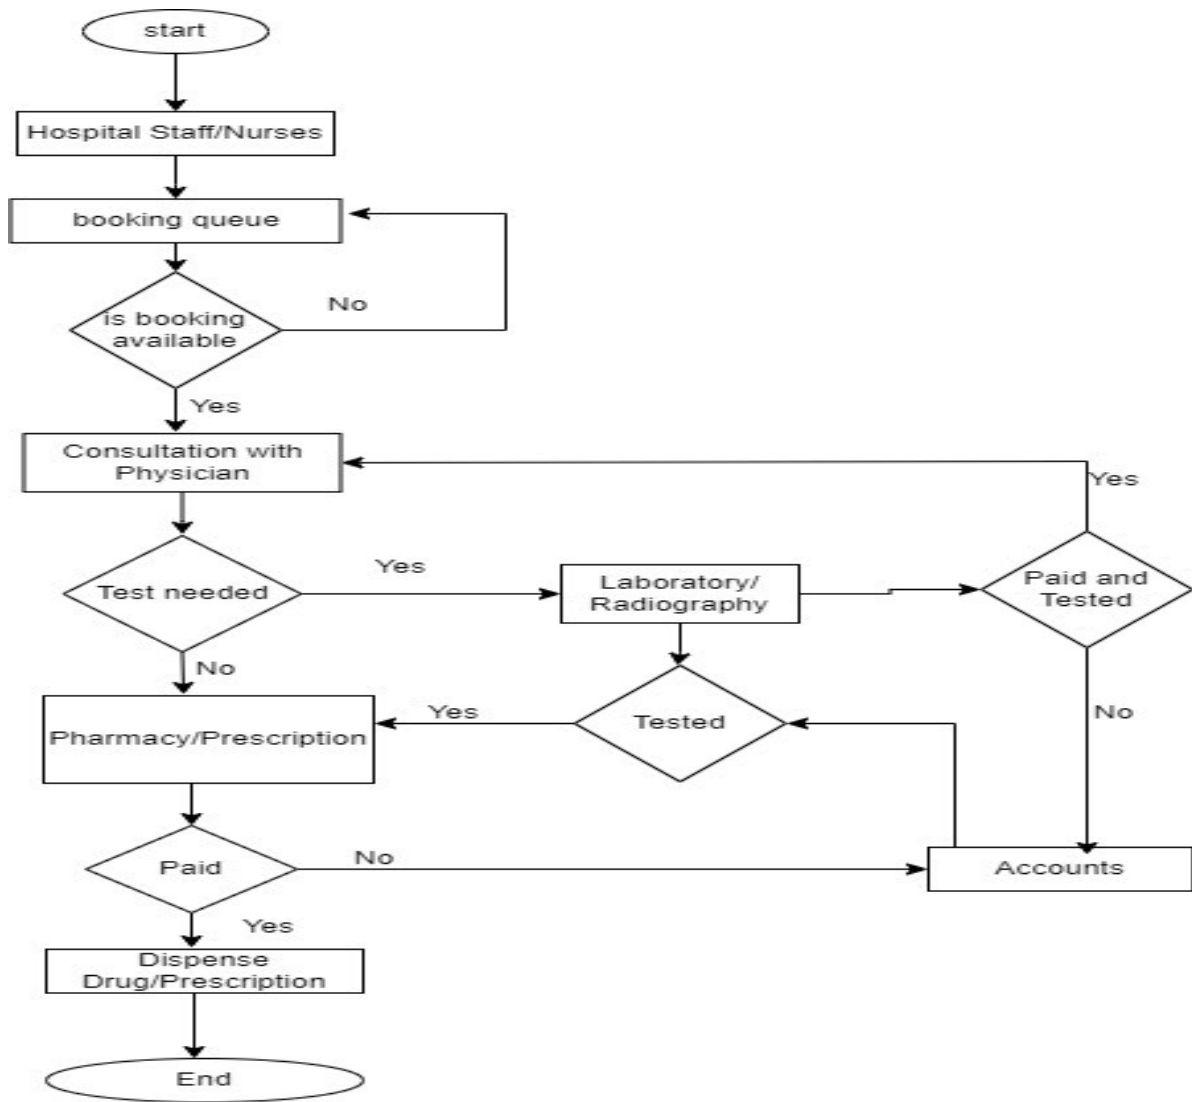 start
Hospital Staff/Nurses
booking queue
No
is booking
available
Yes
Consultation with
Physician
Yes
Yes
Test needed
Laboratory/
Radiography
Paid and
Tested
No
Pharmacy/Prescription
Yes
Tested
No
Paid
No
Accounts
Yes
Dispense
Drug/Prescription
End